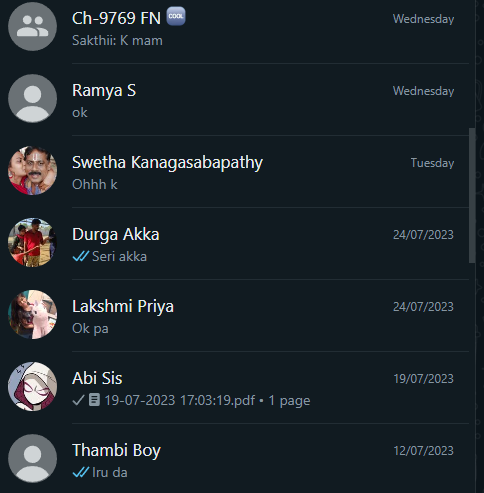 Ch-9769 FN 🆒
Wednesday
Sakthii: K mam
Ramya S
Wednesday
ok
Swetha Kanagasabapathy
Tuesday
Ohhh k
Durga Akka
24/07/2023
Seri akka
Lakshmi Priya
24/07/2023
Ok pa
Abi Sis
19/07/2023
19-07-2023 17:03:19.pdf • 1 page
Thambi Boy
12/07/2023
Iru da